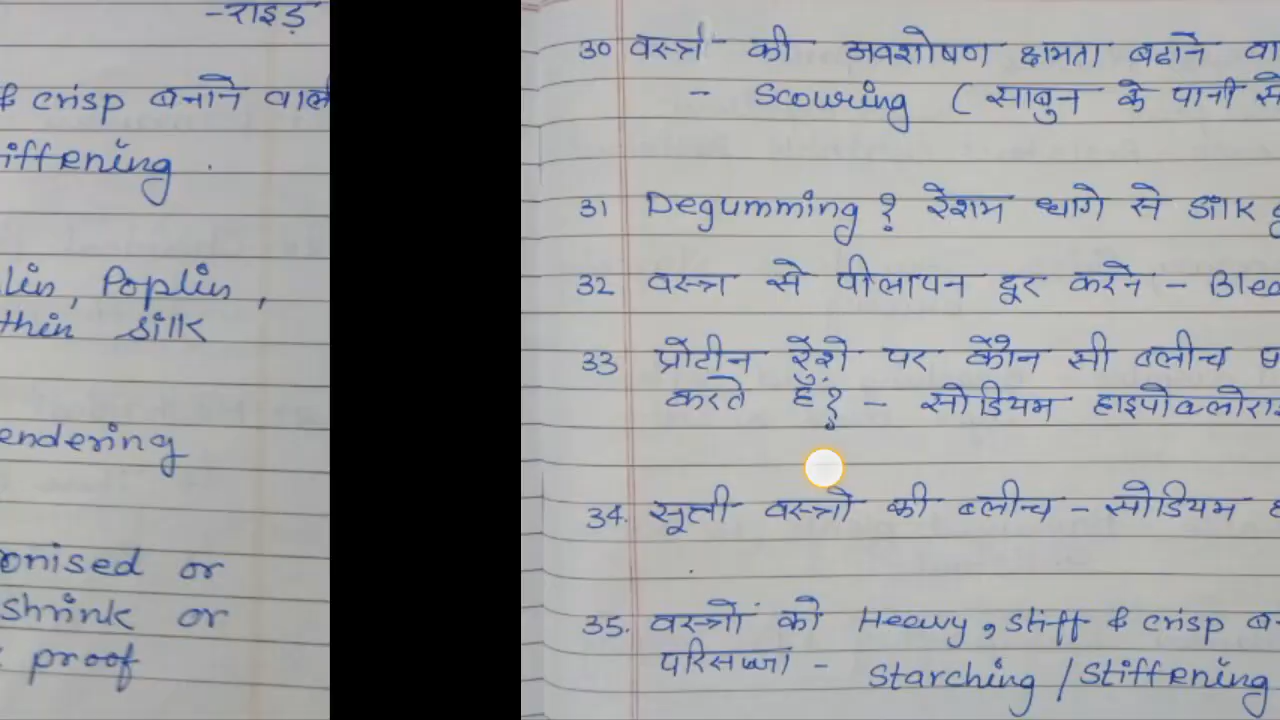 -राइड़
& crisp बनाने वाले
iffening .
lin, Poplin,
thin silk
endering
onised or
shrink or
proof
30 वस्त्र की अवशोषण क्षमता बढाने वा
- Scouring (साबुन के पानी से
31 Degumming ? रेशम धागे से silk
32 वस्त्र से पीलापन दूर करने - Blea
33 प्रोटीन रेशे पर कौन सी ब्लीच
करते हैं? - सोडियम हाइपोक्लोरा
34. सूती वस्त्रो की ब्लीच - सोडियम
35. वस्त्रों को Heavy, stiff & crisp ब
परिसज्जा - Starching / Stiffening